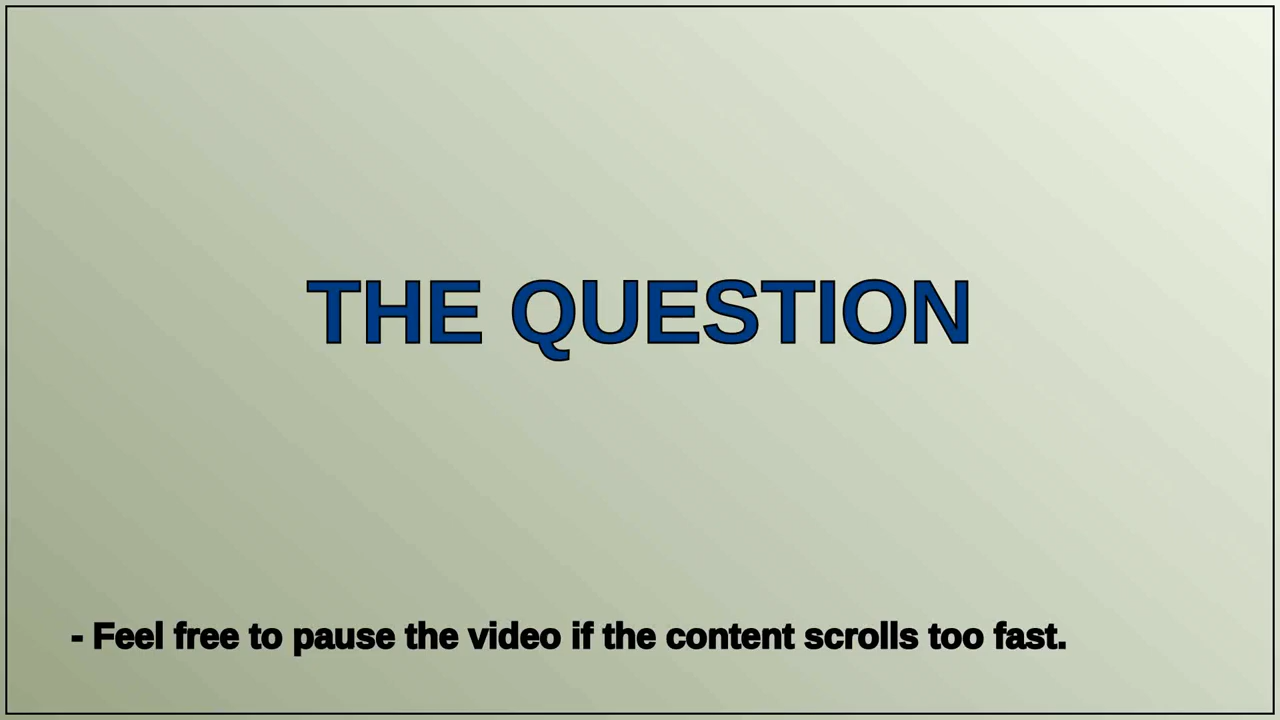 THE QUESTION
- Feel free to pause the video if the content scrolls too fast.